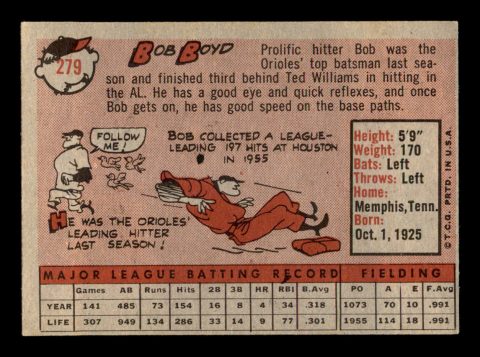 279
BOB BOYD
Prolific hitter Bob was the
Orioles' top batsman last sea-
son and finished third behind Ted Williams in hitting in
the AL. He has a good eye and quick reflexes, and once
Bob gets on, he has good speed on the base paths.
FOLLOW
ME!
HE WAS THE ORIOLES'
LEADING HITTER
LAST SEASON!
BOB COLLECTED A LEAGUE-
LEADING 197 HITS AT HOUSTON
IN 1955
Height: 5'9"
Weight: 170
Bats: Left
Throws: Left
Home:
Memphis, Tenn.
Born:
Oct. 1, 1925
© T.C.G. PRTD. IN U.S.A.
MAJOR LEAGUE BATTING RECORD FIELDING
Games AB Runs Hits 2B 3B HR RBI B.Avg PO A E F.Avg
YEAR 141 485 73 154 16 8 4 34 .318 1073 70 10 .991
LIFE 307 949 134 286 33 14 9 77 .301 1955 114 18 .991